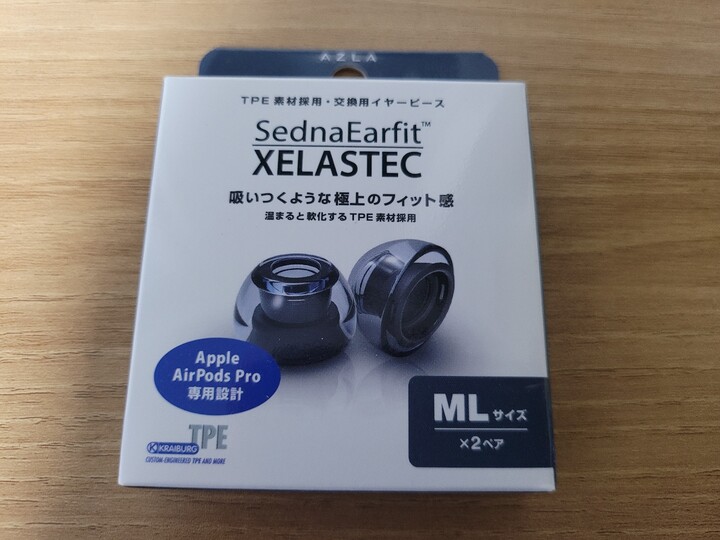 AZLA
TPE 素材採用・交換用イヤーピース
SednaEarfit™
XELASTEC
吸いつくような極上のフィット感
温まると軟化するTPE素材採用
Apple
AirPods Pro
専用設計
ML サイズ
×2ペア
TPE
KRAIBURG
CUSTOM ENGINEERED TPE AND MORE